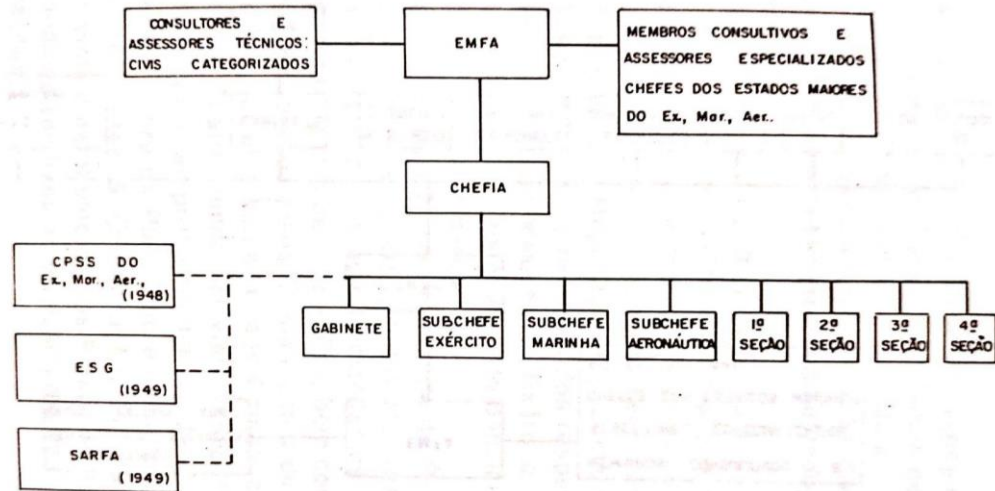 CONSULTORES E
ASSESSORES TÉCNICOS:
CIVIS CATEGORIZADOS
EMFA
MEMBROS CONSULTIVOS E
ASSESSORES ESPECIALIZADOS
CHEFES DOS ESTADOS MAIORES
DO Ex., Mar., Aer..
CHEFIA
CPSS DO
Ex., Mar., Aer.,
(1948)
ESG
(1949)
SARFA
(1949)
GABINETE
SUBCHEFE
EXÉRCITO
SUBCHEFE
MARINHA
SUBCHEFE
AERONÁUTICA
1ª
SEÇÃO
2ª
SEÇÃO
3ª
SEÇÃO
4ª
SEÇÃO